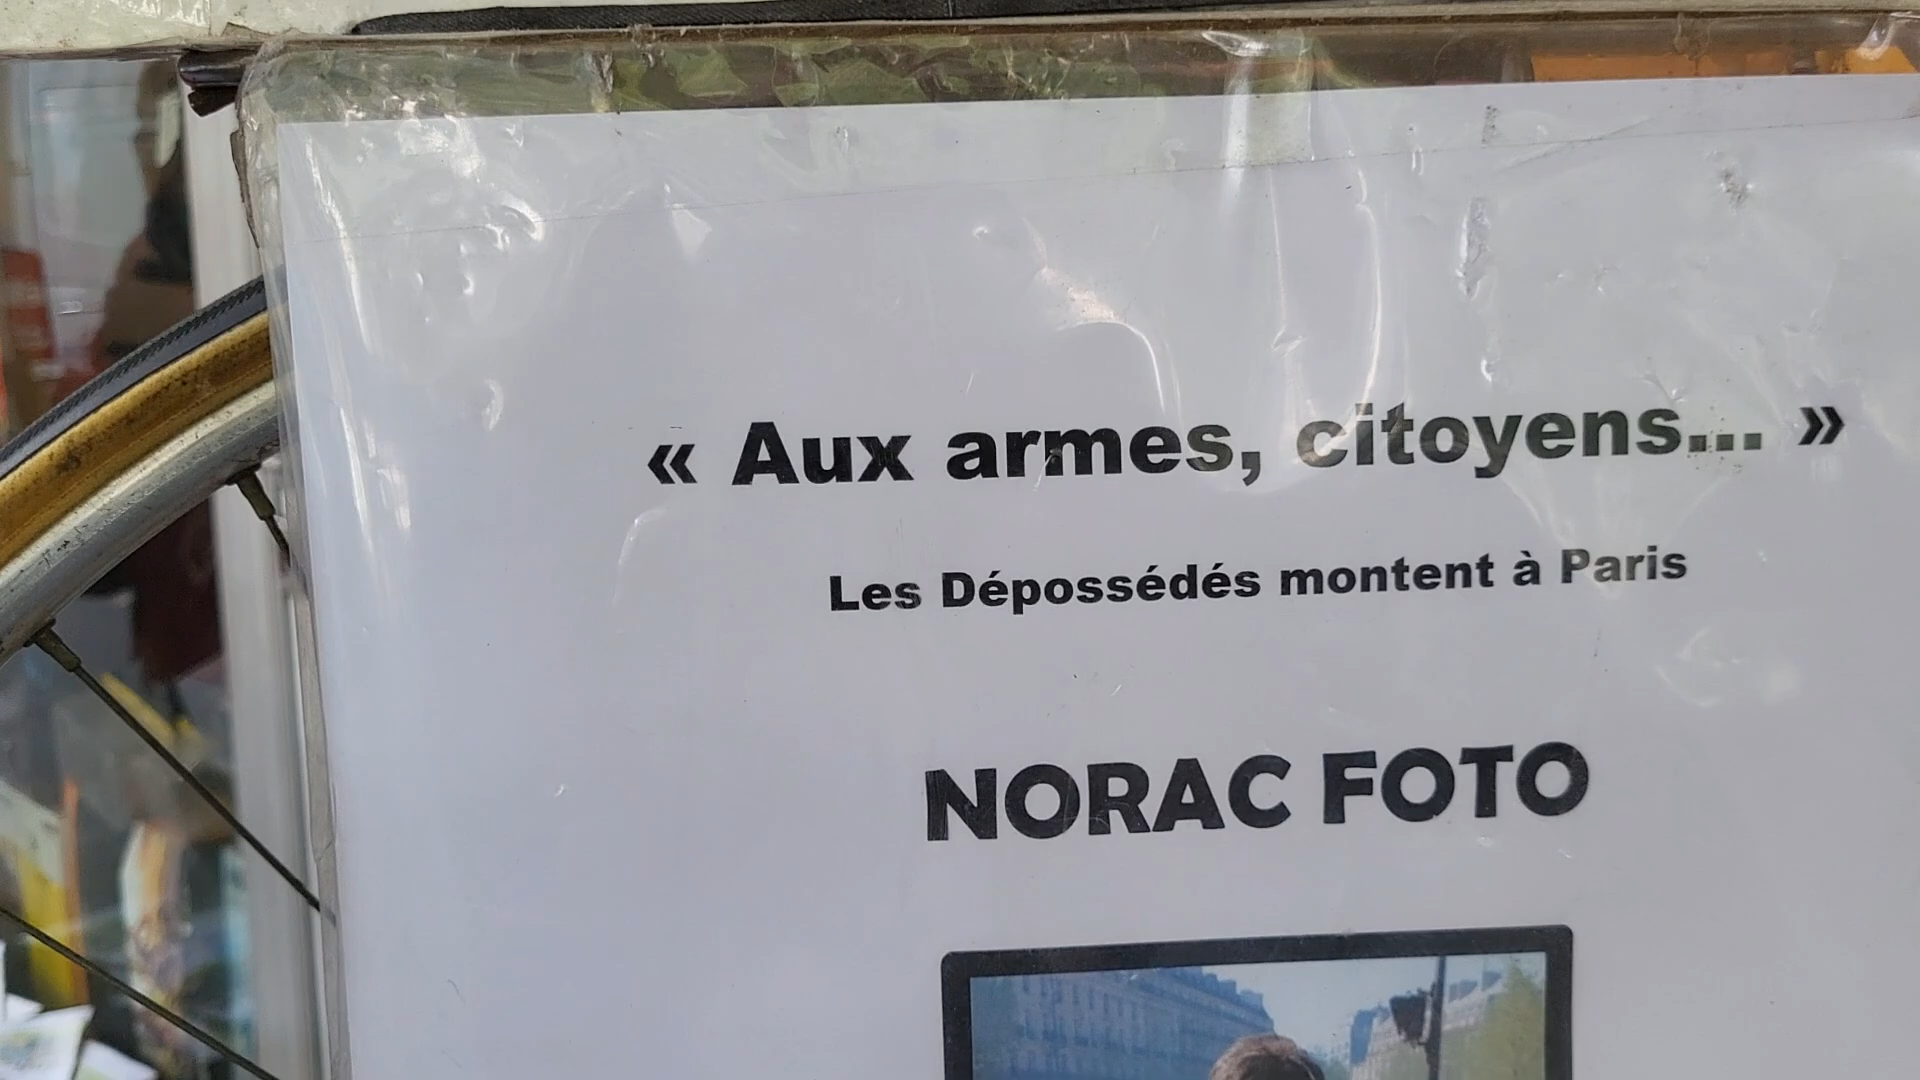 « Aux armes, citoyens... »
Les Dépossédés montent à Paris
NORAC FOTO